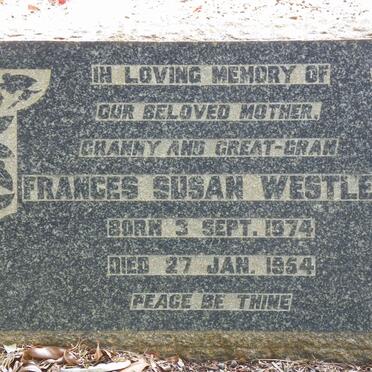 IN LOVING MEMORY OF
OUR BELOVED MOTHER,
GRANNY AND GREAT-GRAN
FRANCES SUSAN WESTLE
BORN 3 SEPT. 1974
DIED 27 JAN. 1954
PEACE BE THINE